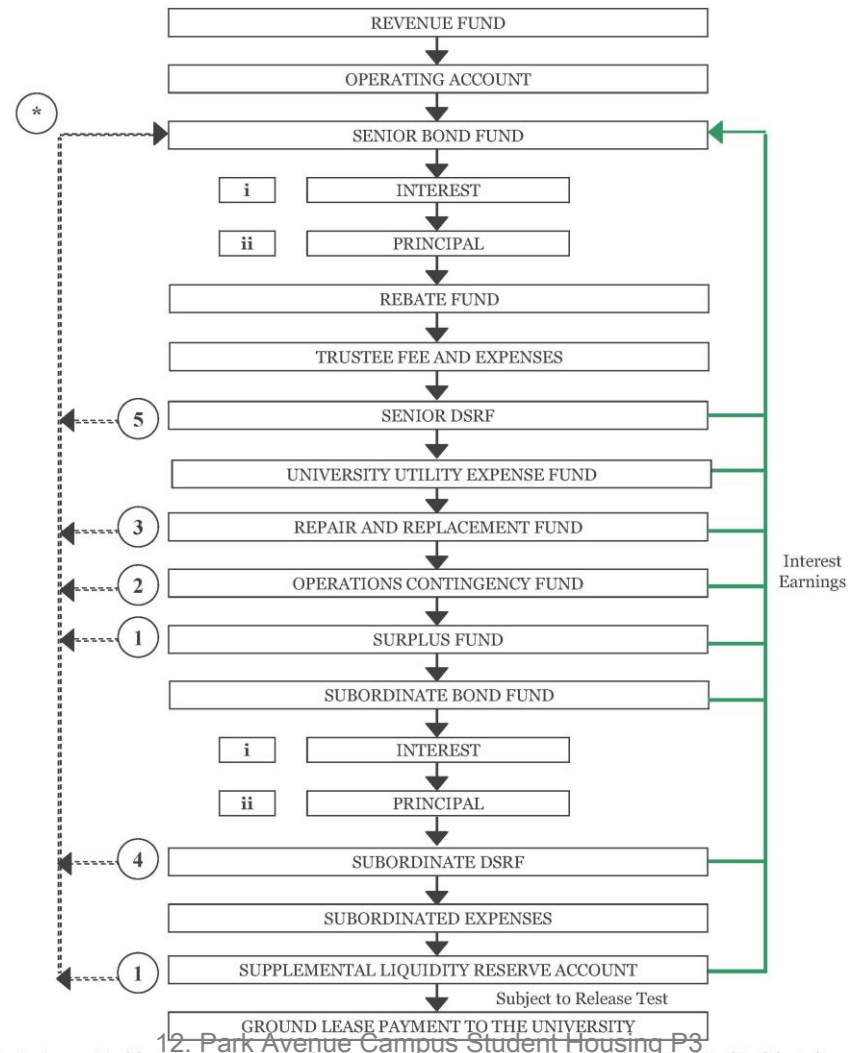 REVENUE FUND
OPERATING ACCOUNT
*
SENIOR BOND FUND
i INTEREST
ii PRINCIPAL
REBATE FUND
TRUSTEE FEE AND EXPENSES
5 SENIOR DSRF
UNIVERSITY UTILITY EXPENSE FUND
3 REPAIR AND REPLACEMENT FUND
Interest
Earnings
2 OPERATIONS CONTINGENCY FUND
1 SURPLUS FUND
SUBORDINATE BOND FUND
i INTEREST
ii PRINCIPAL
4 SUBORDINATE DSRF
SUBORDINATED EXPENSES
1 SUPPLEMENTAL LIQUIDITY RESERVE ACCOUNT
Subject to Release Test
GROUND LEASE PAYMENT TO THE UNIVERSITY
12. Park Avenue Campus Student Housing P3